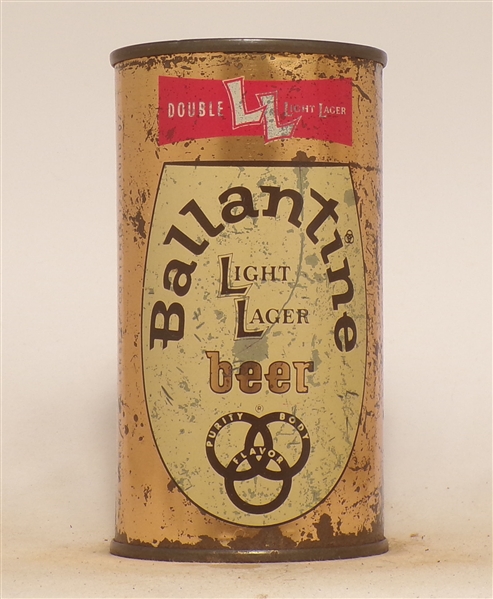 DOUBLE LL LIGHT LAGER
Ballantine ®
LIGHT
LAGER
beer
®
PURITY BODY
FLAVOR